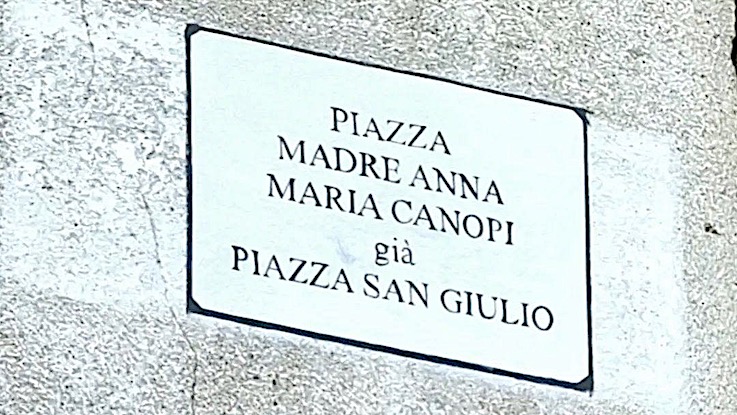 PIAZZA
MADRE ANNA
MARIA CANOPI
già
PIAZZA SAN GIULIO